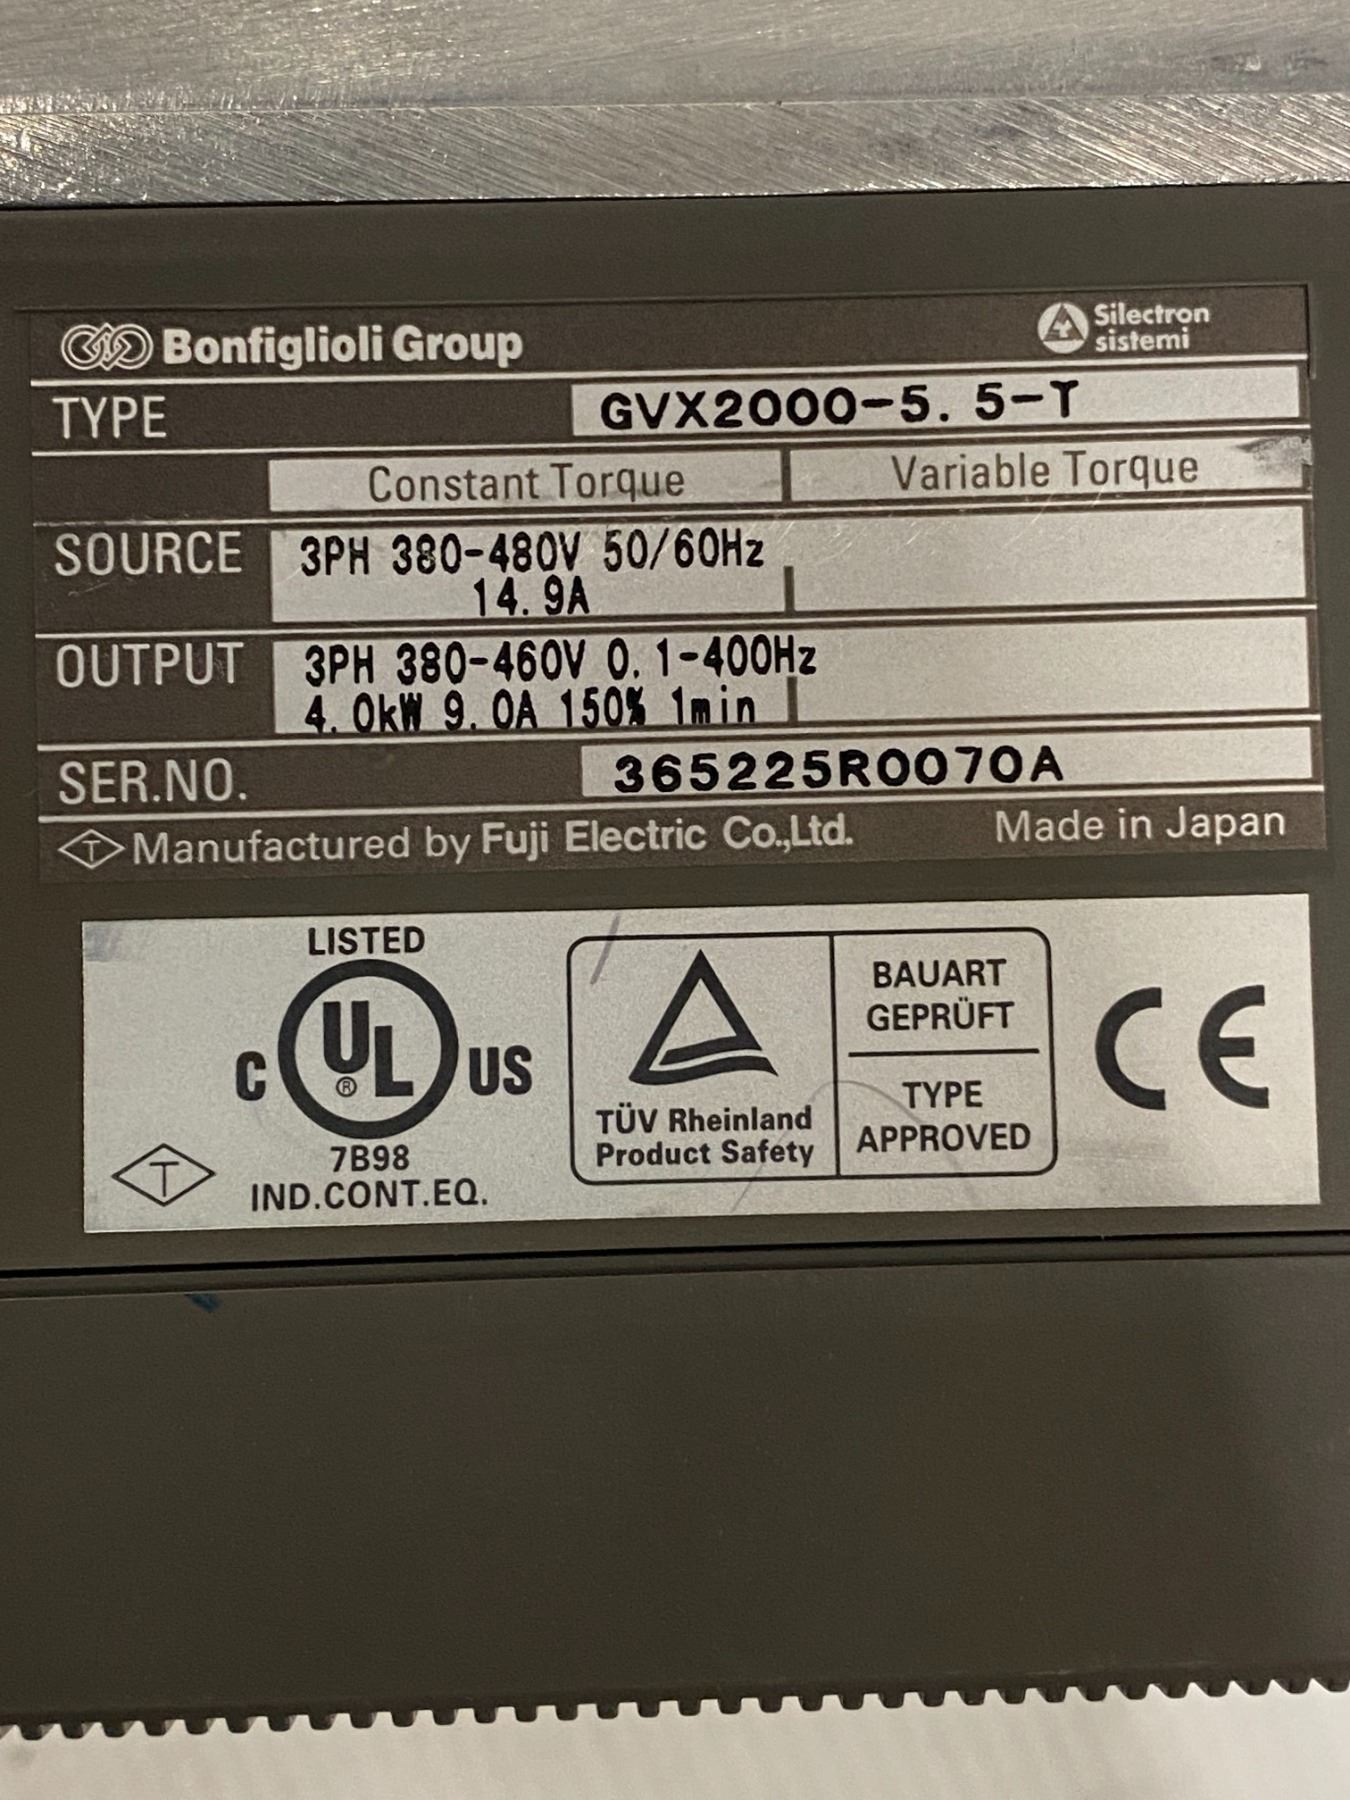 Bonfiglioli Group
Silectron
sistemi
TYPE GVX2000-5.5-T
Constant Torque Variable Torque
SOURCE 3PH 380-480V 50/60Hz
14.9A
OUTPUT 3PH 380-460V 0.1-400Hz
4.0kW 9.0A 150% 1min
SER.NO. 365225R0070A
T Manufactured by Fuji Electric Co.,Ltd. Made in Japan
LISTED
C UL ® US
7B98
IND.CONT.EQ.
T
TÜV Rheinland
Product Safety
BAUART
GEPRÜFT
TYPE
APPROVED
CE